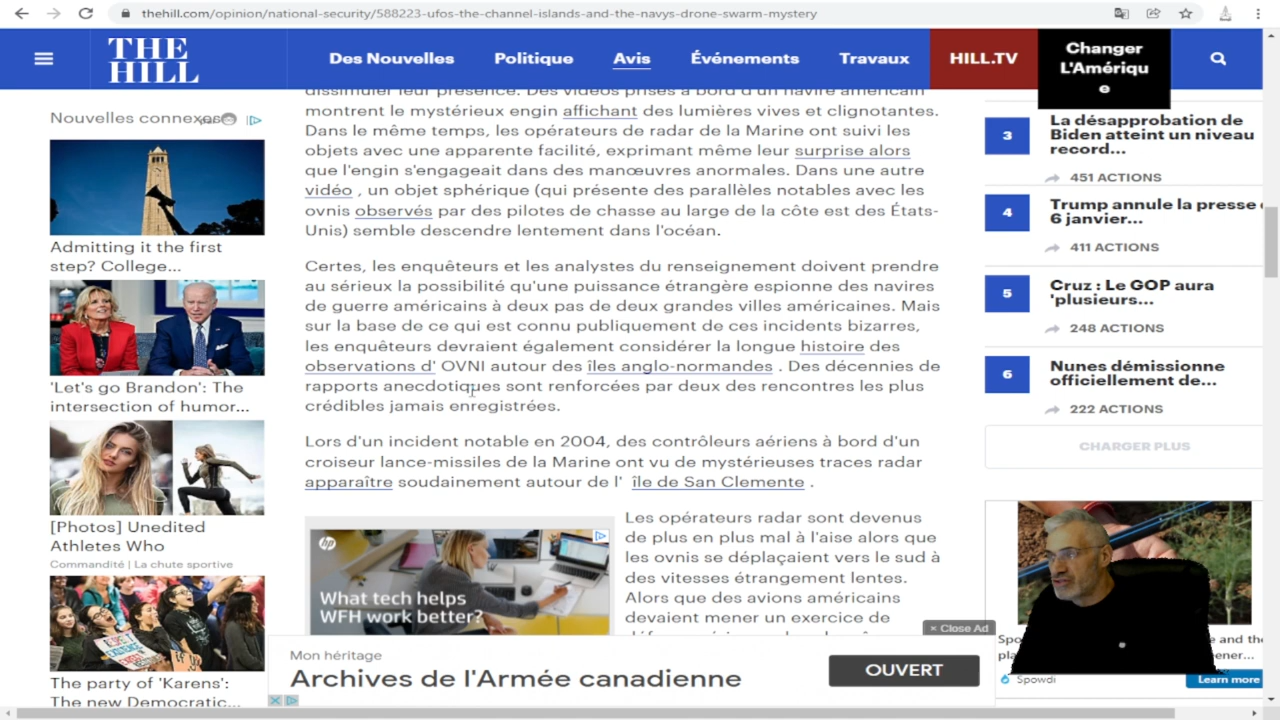 thehill.com/opinion/national-security/588223-ufos-the-channel-islands-and-the-navys-drone-swarm-mystery
THE
HILL
Des Nouvelles
Politique
Avis
Événements
Travaux
HILL.TV
Changer
L'Amériqu
e
Nouvelles connexes
Admitting it the first
step? College...
'Let's go Brandon': The
intersection of humor...
[Photos] Unedited
Athletes Who
Commandité | La chute sportive
The party of 'Karens':
The new Democratic...
dissimuler leur présence. Des vidéos prises à bord d'un navire américain
montrent le mystérieux engin affichant des lumières vives et clignotantes.
Dans le même temps, les opérateurs de radar de la Marine ont suivi les
objets avec une apparente facilité, exprimant même leur surprise alors
que l'engin s'engageait dans des manœuvres anormales. Dans une autre
vidéo , un objet sphérique (qui présente des parallèles notables avec les
ovnis observés par des pilotes de chasse au large de la côte est des États-
Unis) semble descendre lentement dans l'océan.
Certes, les enquêteurs et les analystes du renseignement doivent prendre
au sérieux la possibilité qu'une puissance étrangère espionne des navires
de guerre américains à deux pas de deux grandes villes américaines. Mais
sur la base de ce qui est connu publiquement de ces incidents bizarres,
les enquêteurs devraient également considérer la longue histoire des
observations d' OVNI autour des îles anglo-normandes . Des décennies de
rapports anecdotiques sont renforcées par deux des rencontres les plus
crédibles jamais enregistrées.
Lors d'un incident notable en 2004, des contrôleurs aériens à bord d'un
croiseur lance-missiles de la Marine ont vu de mystérieuses traces radar
apparaître soudainement autour de l' île de San Clemente .
Les opérateurs radar sont devenus
de plus en plus mal à l'aise alors que
les ovnis se déplaçaient vers le sud à
des vitesses étrangement lentes.
Alors que des avions américains
devaient mener un exercice de
hp
What tech helps
WFH work better?
× Close Ad
Mon héritage
Archives de l'Armée canadienne
OUVERT
3
La désapprobation de
Biden atteint un niveau
record...
451 ACTIONS
4
Trump annule la presse
6 janvier...
411 ACTIONS
5
Cruz : Le GOP aura
'plusieurs...
248 ACTIONS
6
Nunes démissionne
officiellement de...
222 ACTIONS
CHARGER PLUS
e and the
Spowdi
Learn more